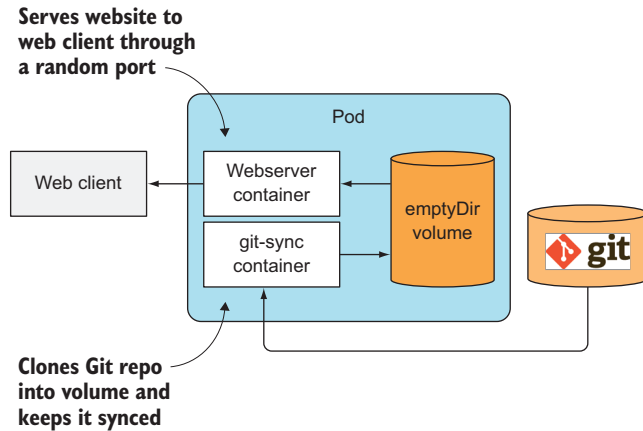 Serves website to
web client through
a random port
Pod
Web client
Webserver
container
emptyDir
volume
git-sync
container
git
Clones Git repo
into volume and
keeps it synced